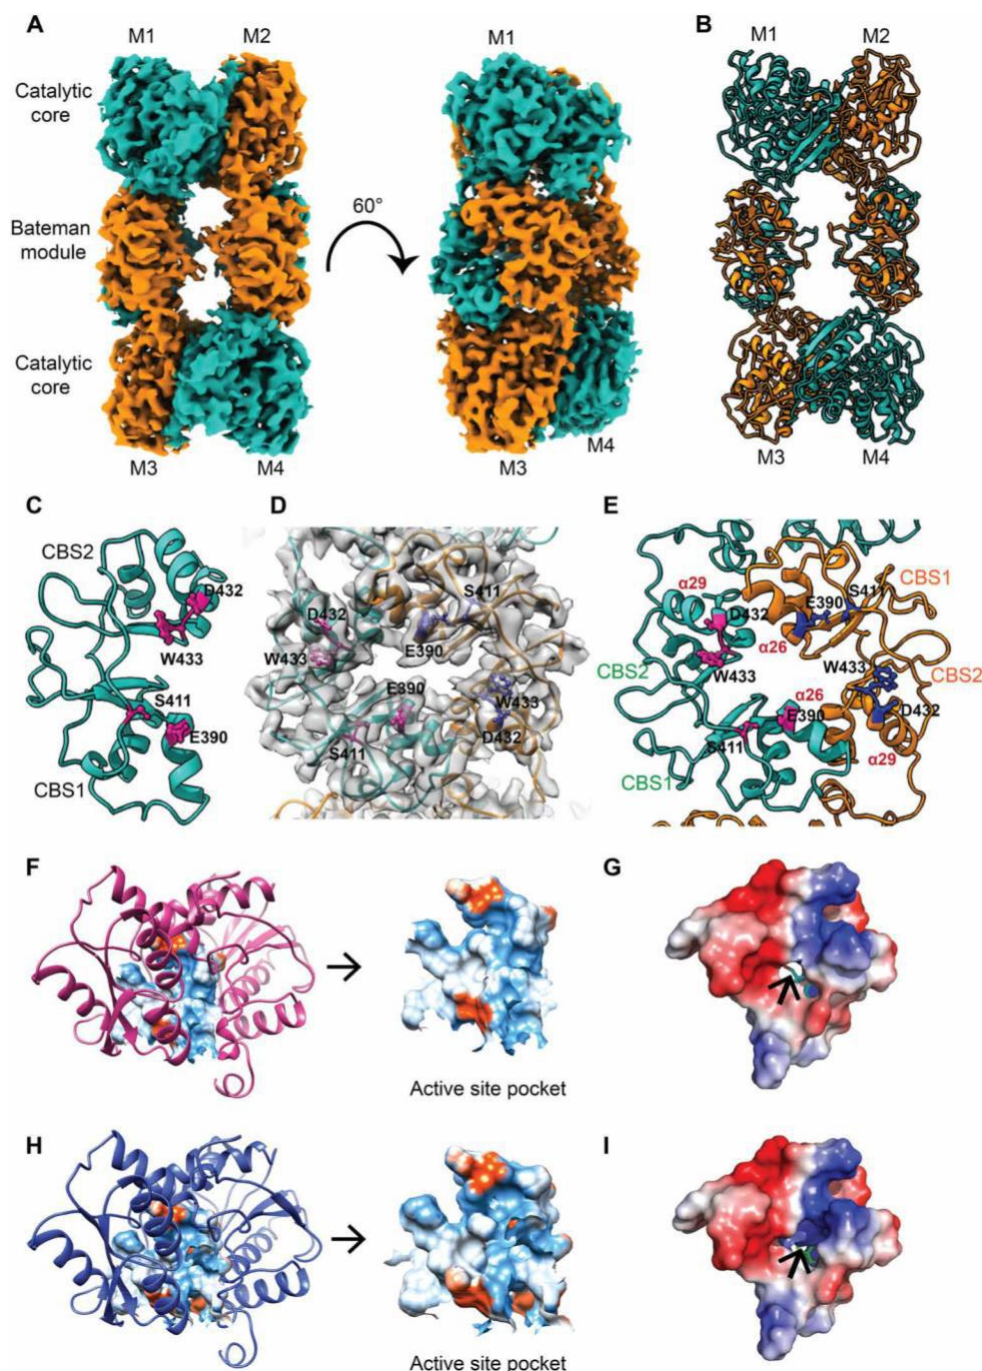 A
M1
M2
M1
B
M1
M2
Catalytic
core
Bateman
module
60°
Catalytic
core
M3
M4
M3
M4
M3
M4
C
CBS2
D432
W433
S411
E390
CBS1
D
D432
S411
W433
E390
E390
W433
S411
D432
E
α29
S411
CBS1
D432
E390
α26
W433
W433
CBS2
CBS2
α26
E390
D432
S411
α29
CBS1
F
G
Active site pocket
H
I
Active site pocket